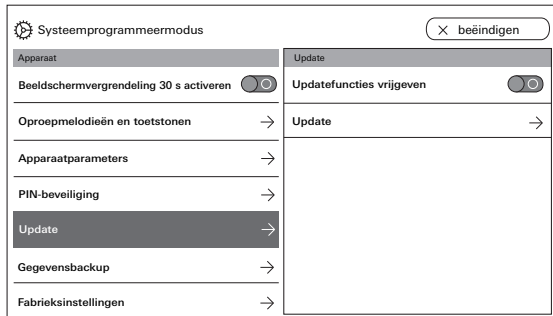 Systeemprogrammeermodus
beëindigen
Apparaat
Beeldschermvergrendeling 30 s activeren
Oproepmelodieën en toetstonen
Apparaatparameters
PIN-beveiliging
Update
Gegevensbackup
Fabrieksinstellingen
Update
Updatefuncties vrijgeven
Update